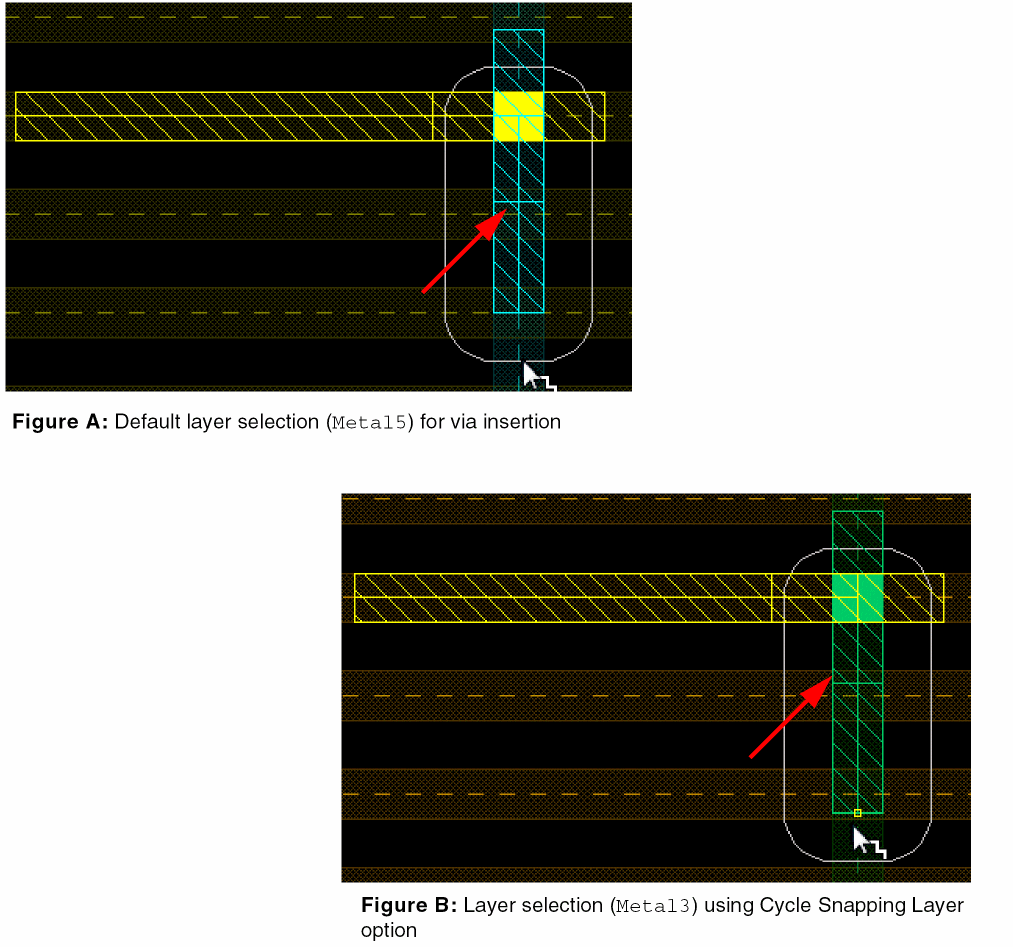 Figure A: Default layer selection (Metal5) for via insertion
Figure B: Layer selection (Metal3) using Cycle Snapping Layer
option